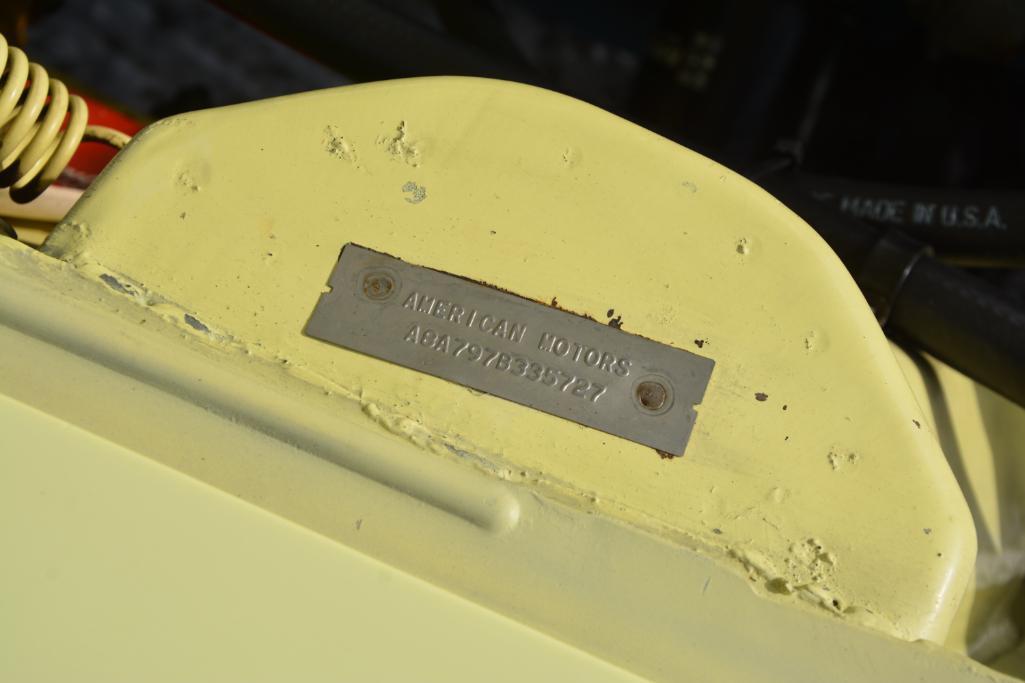 AMERICAN MOTORS
A8A797B335727
MADE IN U.S.A.